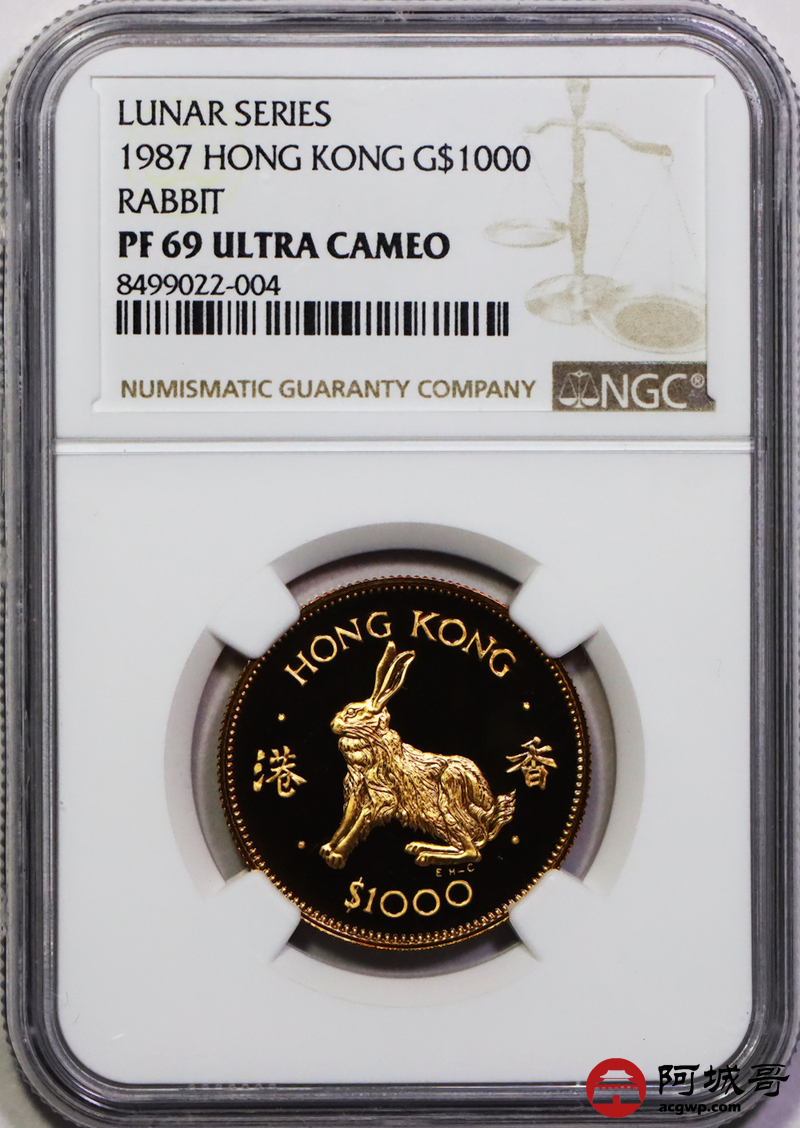 LUNAR SERIES
1987 HONG KONG G$1000
RABBIT
PF 69 ULTRA CAMEO
8499022-004
NUMISMATIC GUARANTY COMPANY NGC®
HONG KONG
港 香
E H-C
$1000
阿城哥
acgwp.com